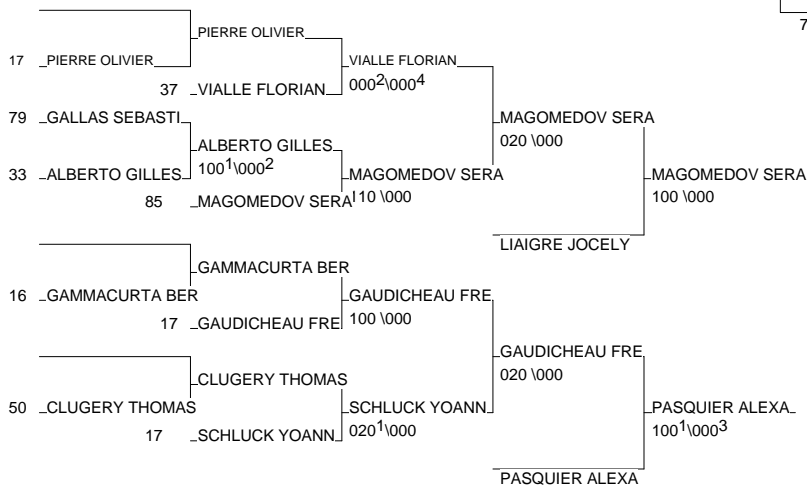 7
PIERRE OLIVIER
17 PIERRE OLIVIER
VIALLE FLORIAN
000²\000⁴
37 VIALLE FLORIAN
79 GALLAS SEBASTI
MAGOMEDOV SERA
020 \000
ALBERTO GILLES
100¹\000²
33 ALBERTO GILLES
MAGOMEDOV SERA
110 \000
MAGOMEDOV SERA
100 \000
85 MAGOMEDOV SERA
LIAIGRE JOCELY
GAMMACURTA BER
16 GAMMACURTA BER
GAUDICHEAU FRE
100 \000
17 GAUDICHEAU FRE
GAUDICHEAU FRE
020 \000
CLUGERY THOMAS
50 CLUGERY THOMAS
SCHLUCK YOANN
020¹\000
PASQUIER ALEXA
100¹\000³
17 SCHLUCK YOANN
PASQUIER ALEXA